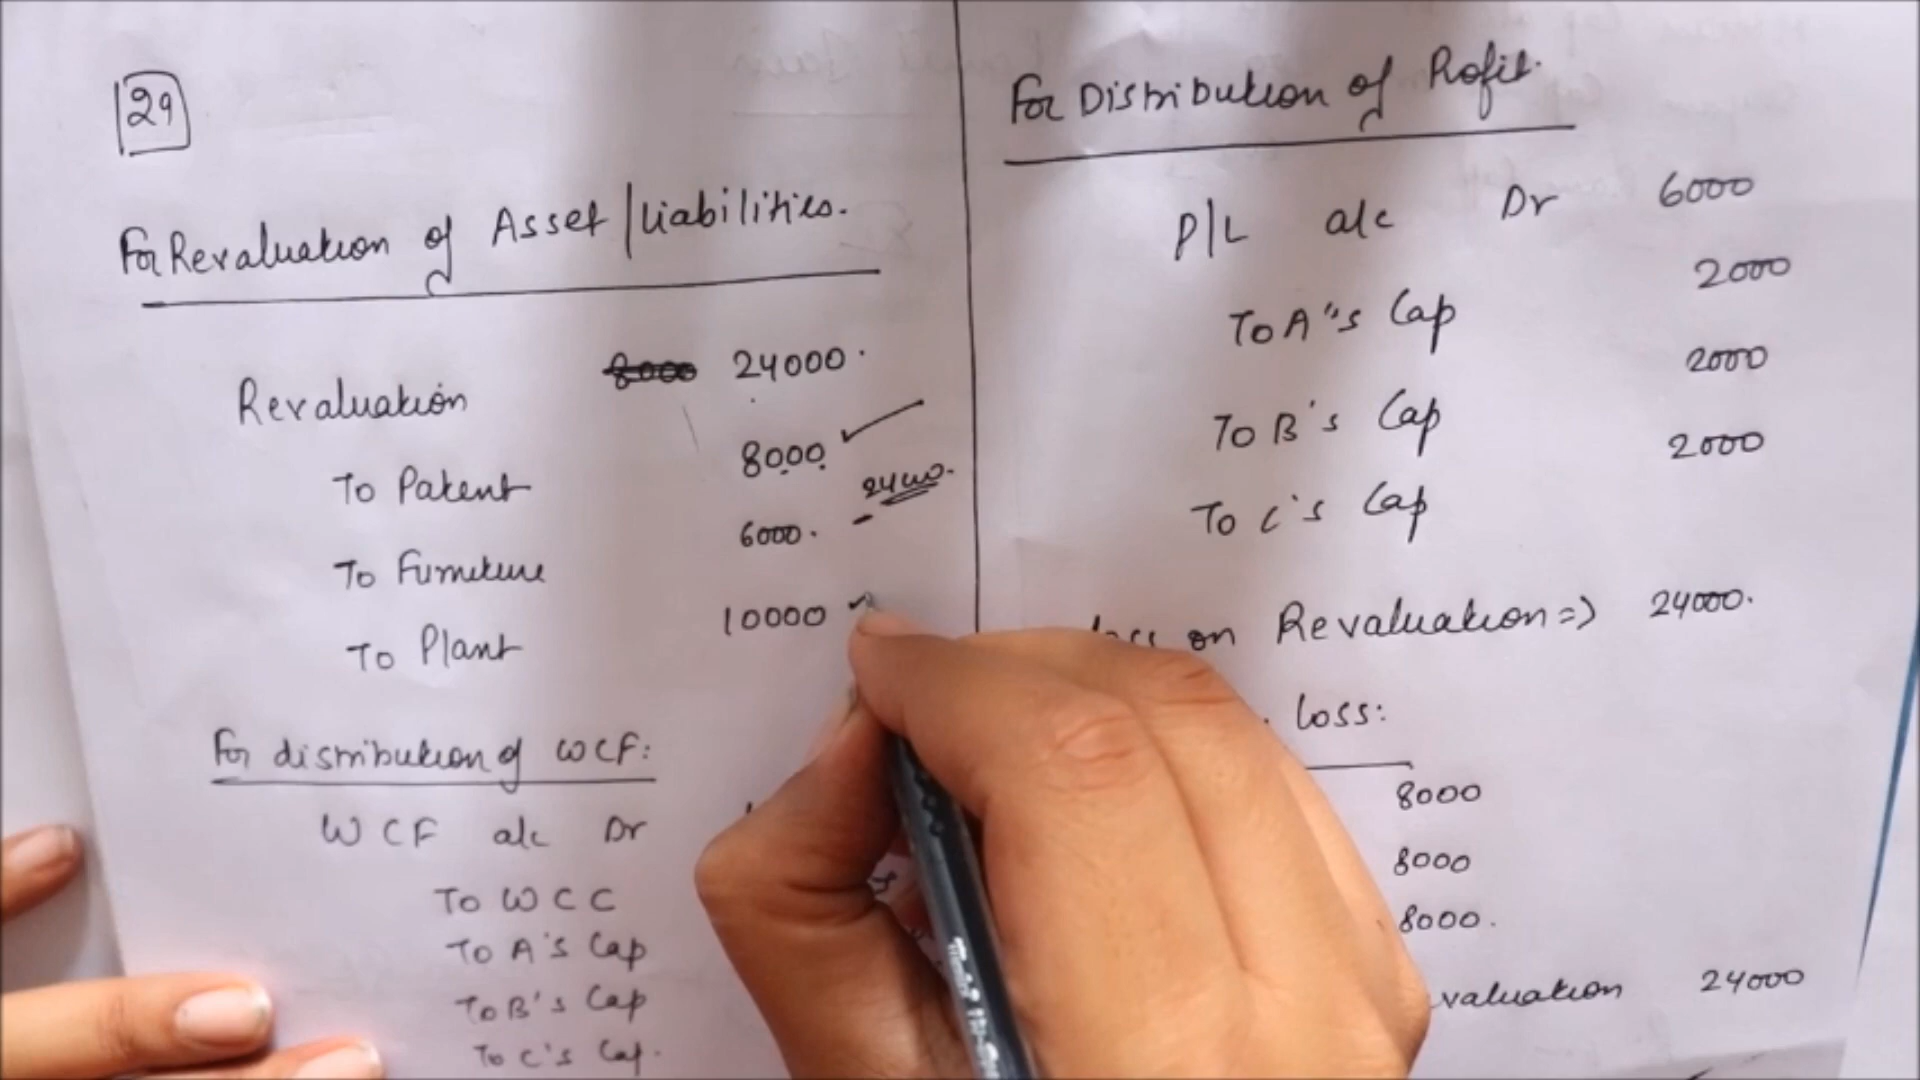 29
For Revaluation of Asset/Liabilities.
Revaluation 8000 24000.
To Patent 8000
To Furniture 6000. - 24000.
To Plant 10000
For distribution of WCF:
WCF a/c Dr
To WCC
To A's Cap
To B's Cap
To C's Cap.
For Distribution of Profit.
P/L a/c Dr 6000
To A"s Cap 2000
To B's Cap 2000
To C's Cap 2000
on Revaluation => 24000.
loss:
8000
8000
8000.
valuation 24000